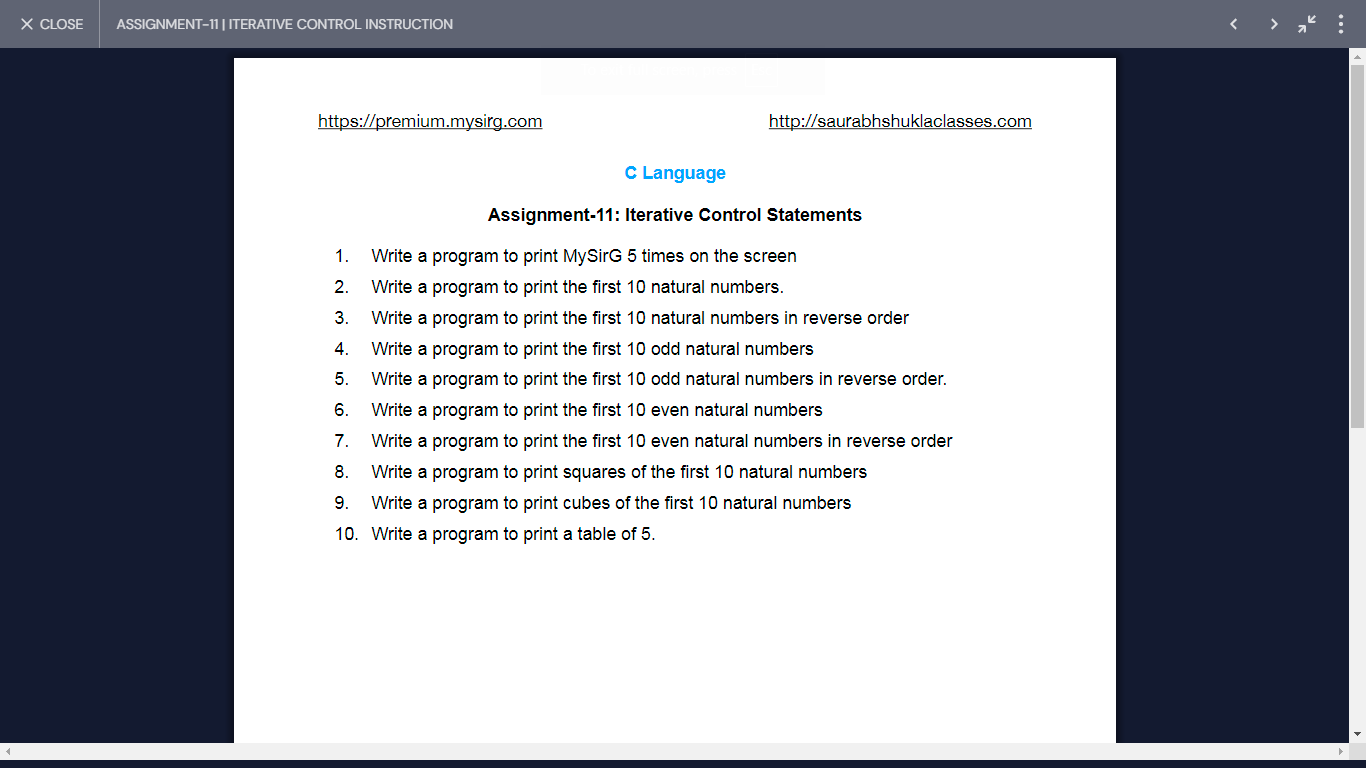 CLOSE
ASSIGNMENT-11 | ITERATIVE CONTROL INSTRUCTION
https://premium.mysirg.com
http://saurabhshuklaclasses.com
C Language
Assignment-11: Iterative Control Statements
1. Write a program to print MySirG 5 times on the screen
2. Write a program to print the first 10 natural numbers.
3. Write a program to print the first 10 natural numbers in reverse order
4. Write a program to print the first 10 odd natural numbers
5. Write a program to print the first 10 odd natural numbers in reverse order.
6. Write a program to print the first 10 even natural numbers
7. Write a program to print the first 10 even natural numbers in reverse order
8. Write a program to print squares of the first 10 natural numbers
9. Write a program to print cubes of the first 10 natural numbers
10. Write a program to print a table of 5.